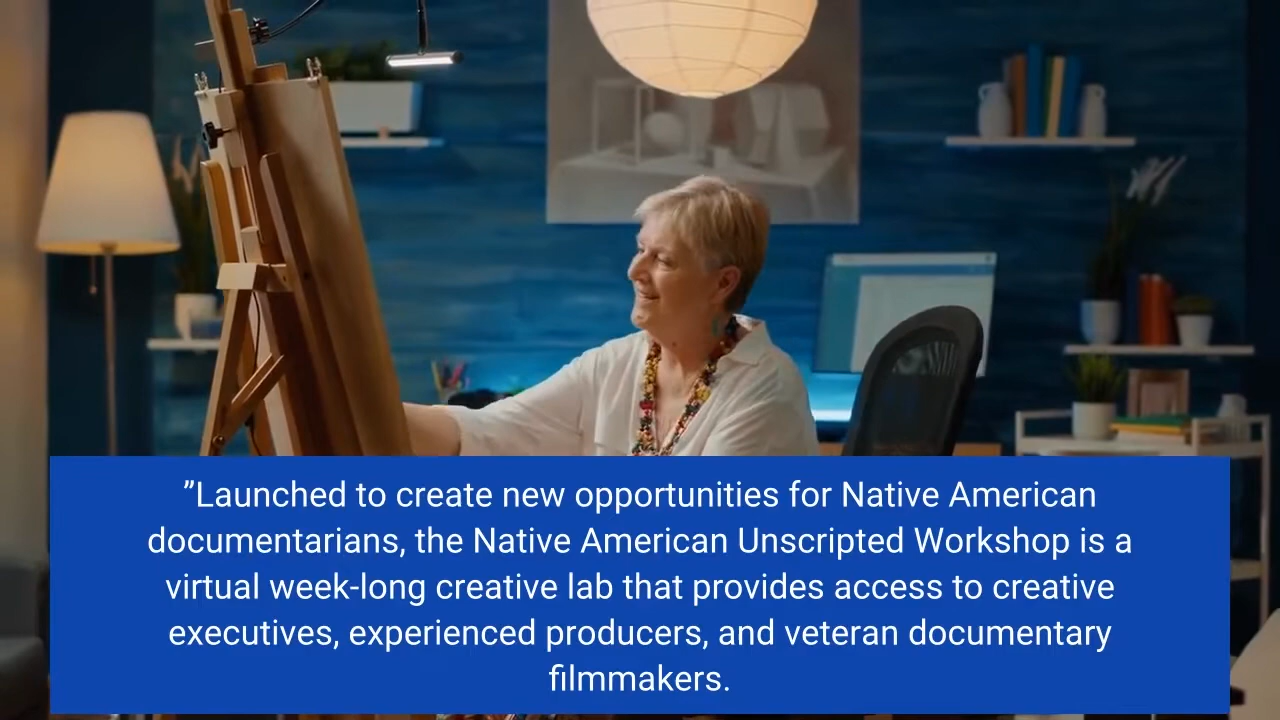 ”Launched to create new opportunities for Native American
documentarians, the Native American Unscripted Workshop is a
virtual week-long creative lab that provides access to creative
executives, experienced producers, and veteran documentary
filmmakers.